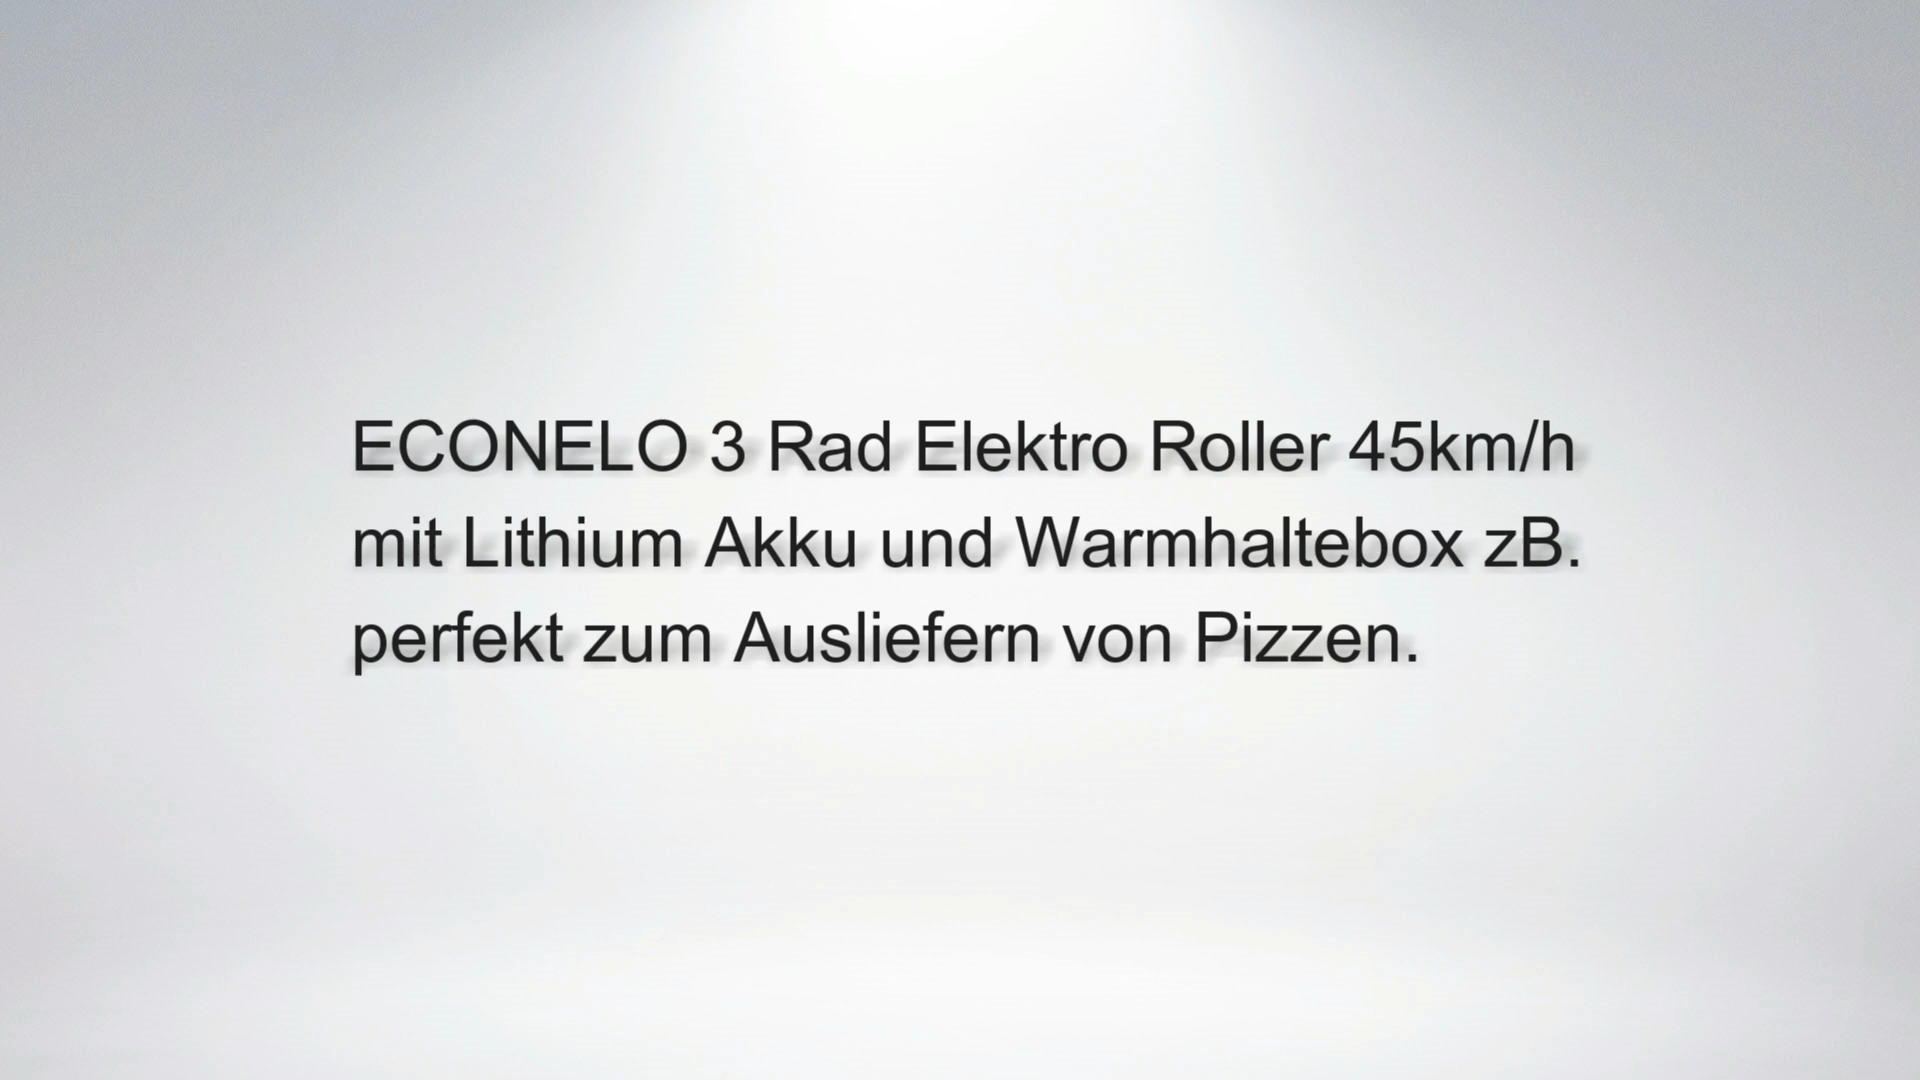 ECONELO 3 Rad Elektro Roller 45km/h
mit Lithium Akku und Warmhaltebox zB.
perfekt zum Ausliefern von Pizzen.